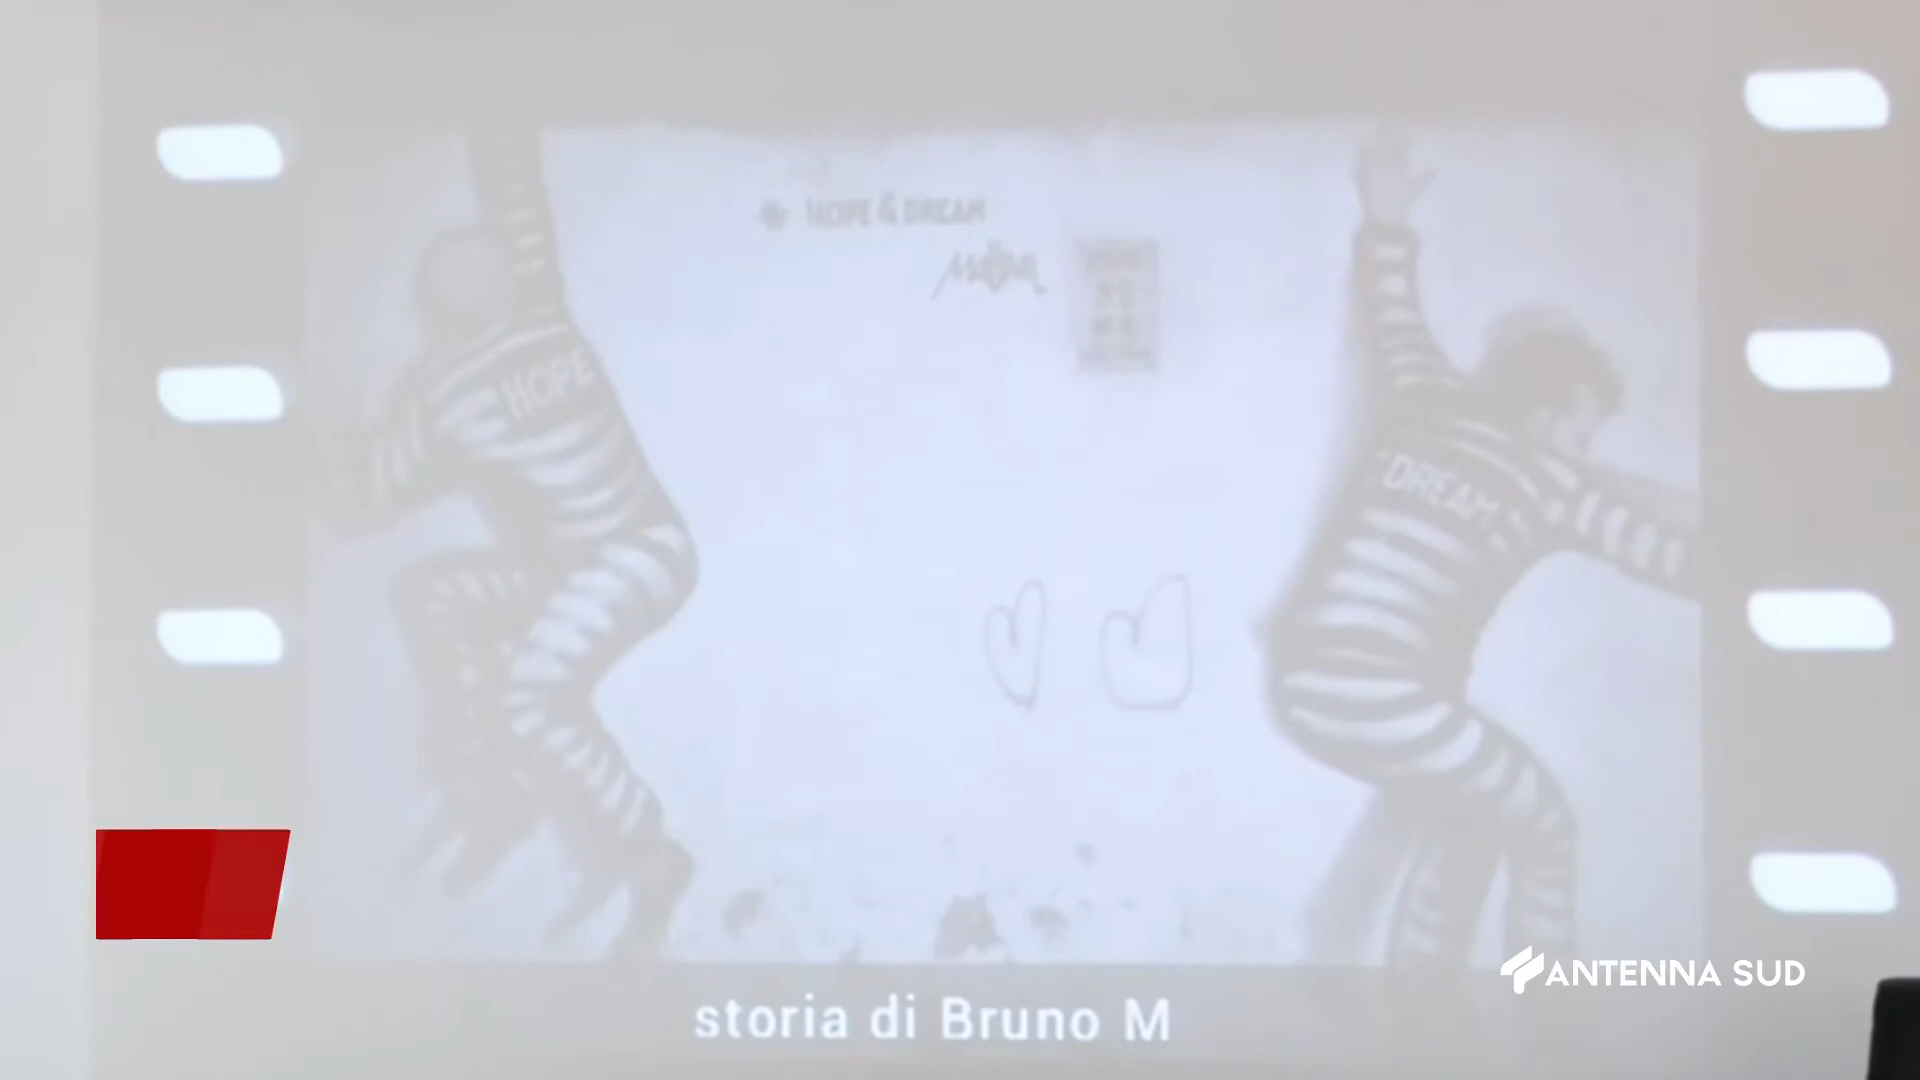 HOPE & DREAM
HOPE
DREAM
ANTENNA SUD
storia di Bruno M